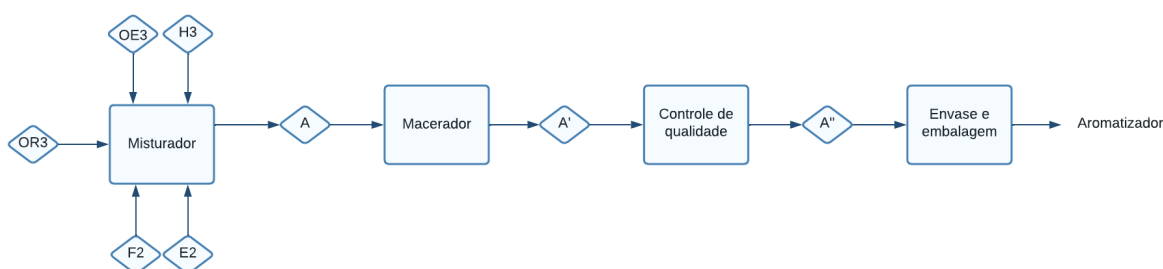 OE3
H3
OR3
Misturador
F2
E2
A
Macerador
A'
Controle de
qualidade
A"
Envase e
embalagem
Aromatizador